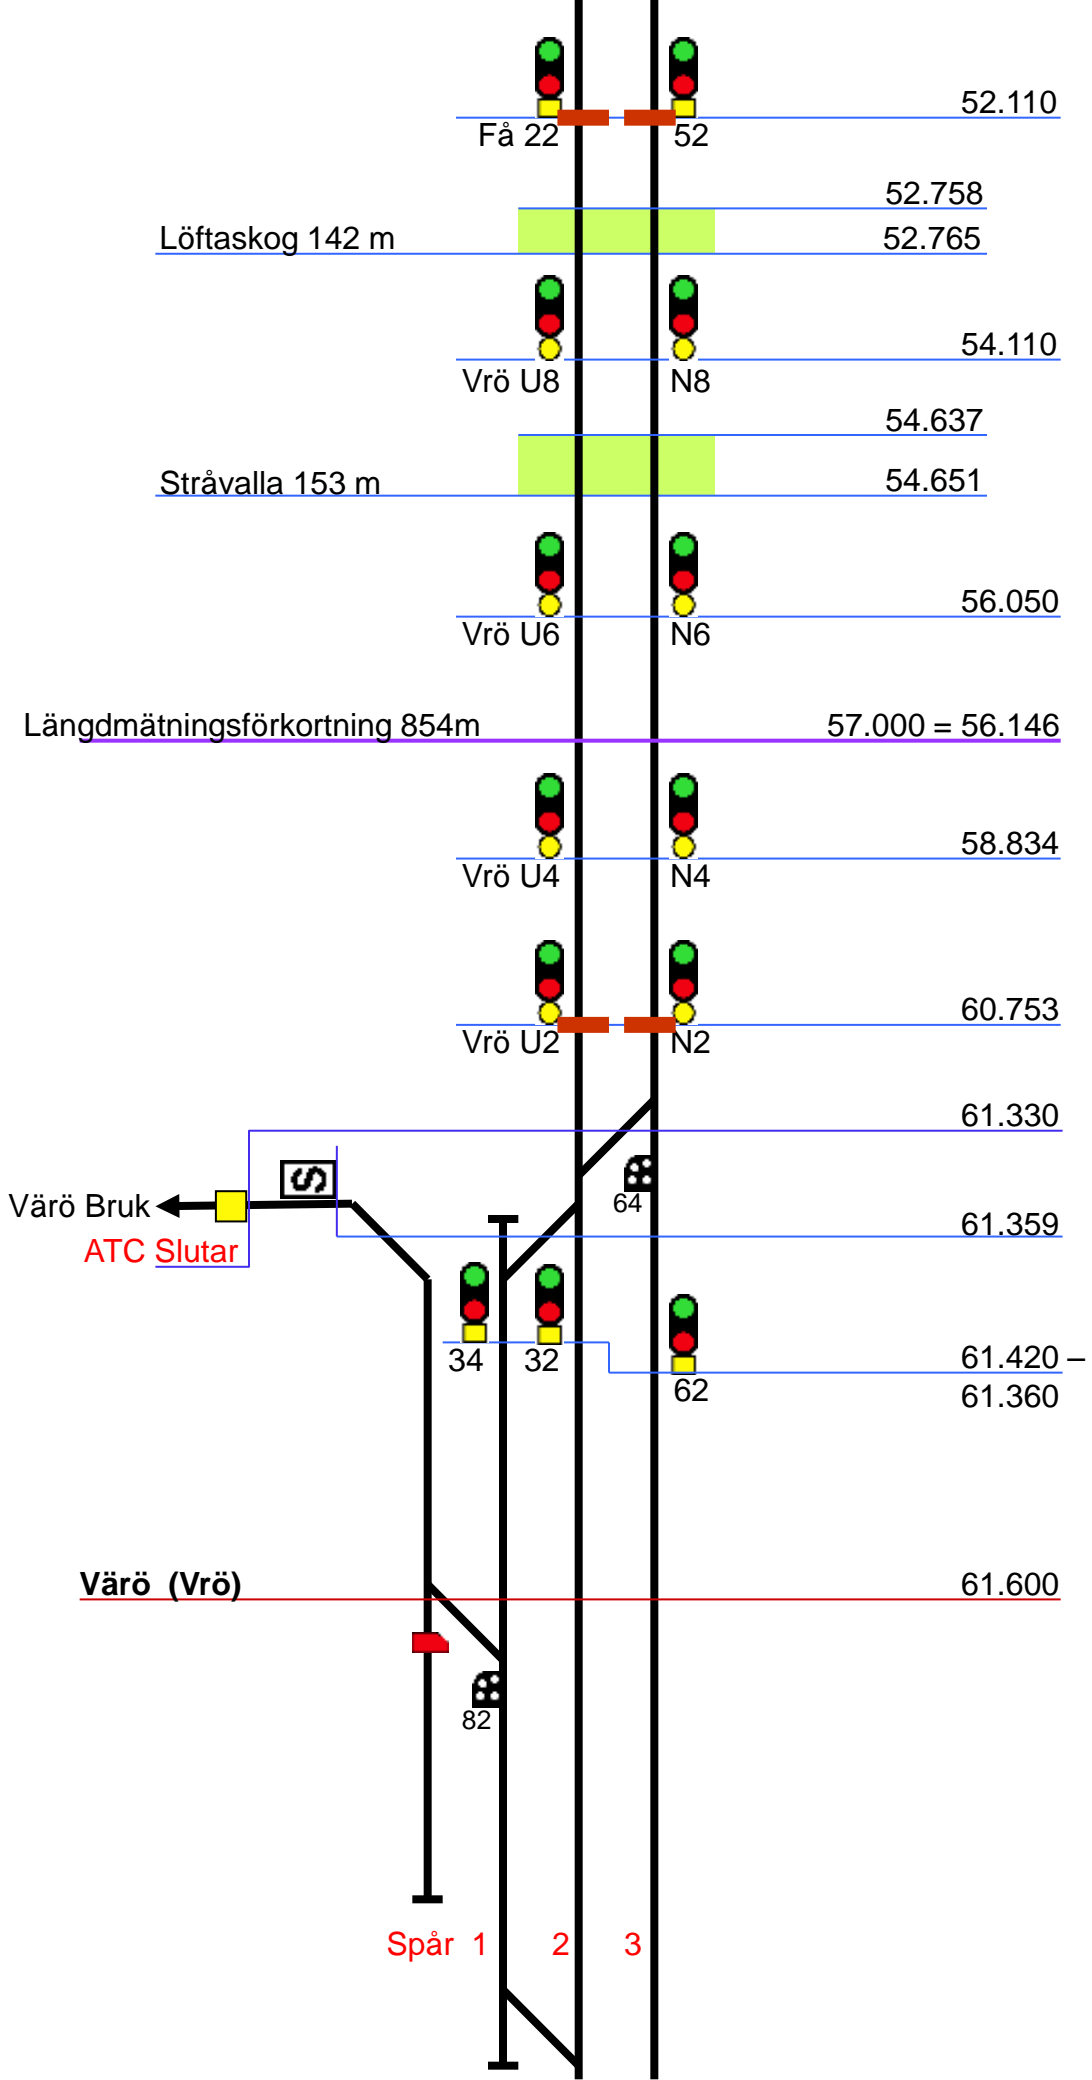 52.110
Få 22 52
52.758
Löftaskog 142 m 52.765
54.110
Vrö U8 N8
54.637
Stråvalla 153 m 54.651
56.050
Vrö U6 N6
Längdmätningsförkortning 854m 57.000 = 56.146
58.834
Vrö U4 N4
60.753
Vrö U2 N2
61.330
S
64
Värö Bruk
61.359
ATC Slutar
34 32 61.420 –
62 61.360
Värö (Vrö) 61.600
82
Spår 1 2 3